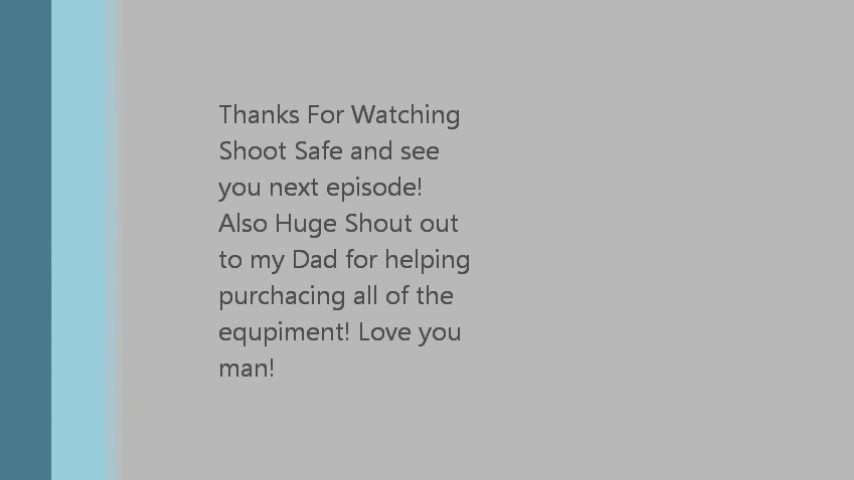 Thanks For Watching
Shoot Safe and see
you next episode!
Also Huge Shout out
to my Dad for helping
purchacing all of the
equpiment! Love you
man!